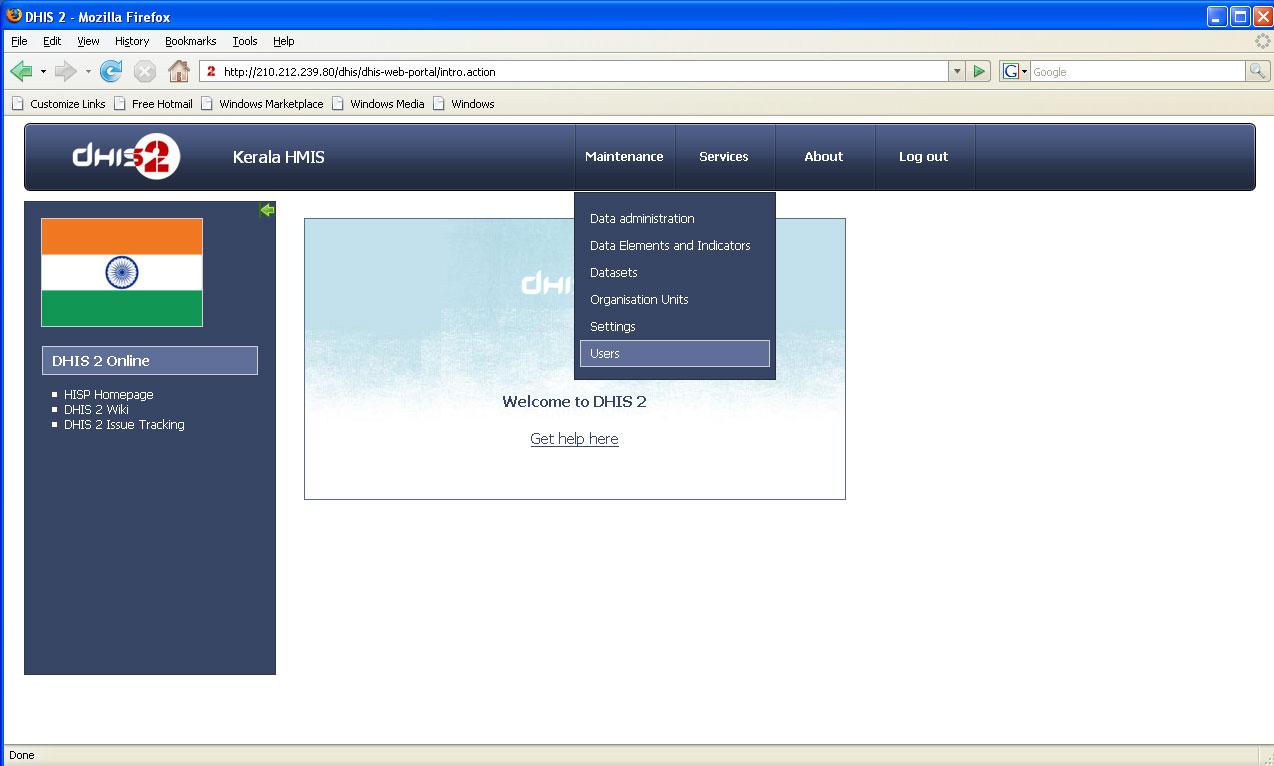 DHIS 2 - Mozilla Firefox
File Edit View History Bookmarks Tools Help
2 http://210.212.239.80/dhis/dhis-web-portal/intro.action G Google
Customize Links Free Hotmail Windows Marketplace Windows Media Windows
dhis2 Kerala HMIS Maintenance Services About Log out
Data administration
Data Elements and Indicators
Datasets
Organisation Units
Settings
Users
DHIS 2 Online
HISP Homepage
DHIS 2 Wiki
DHIS 2 Issue Tracking
dhi
Welcome to DHIS 2
Get help here
Done